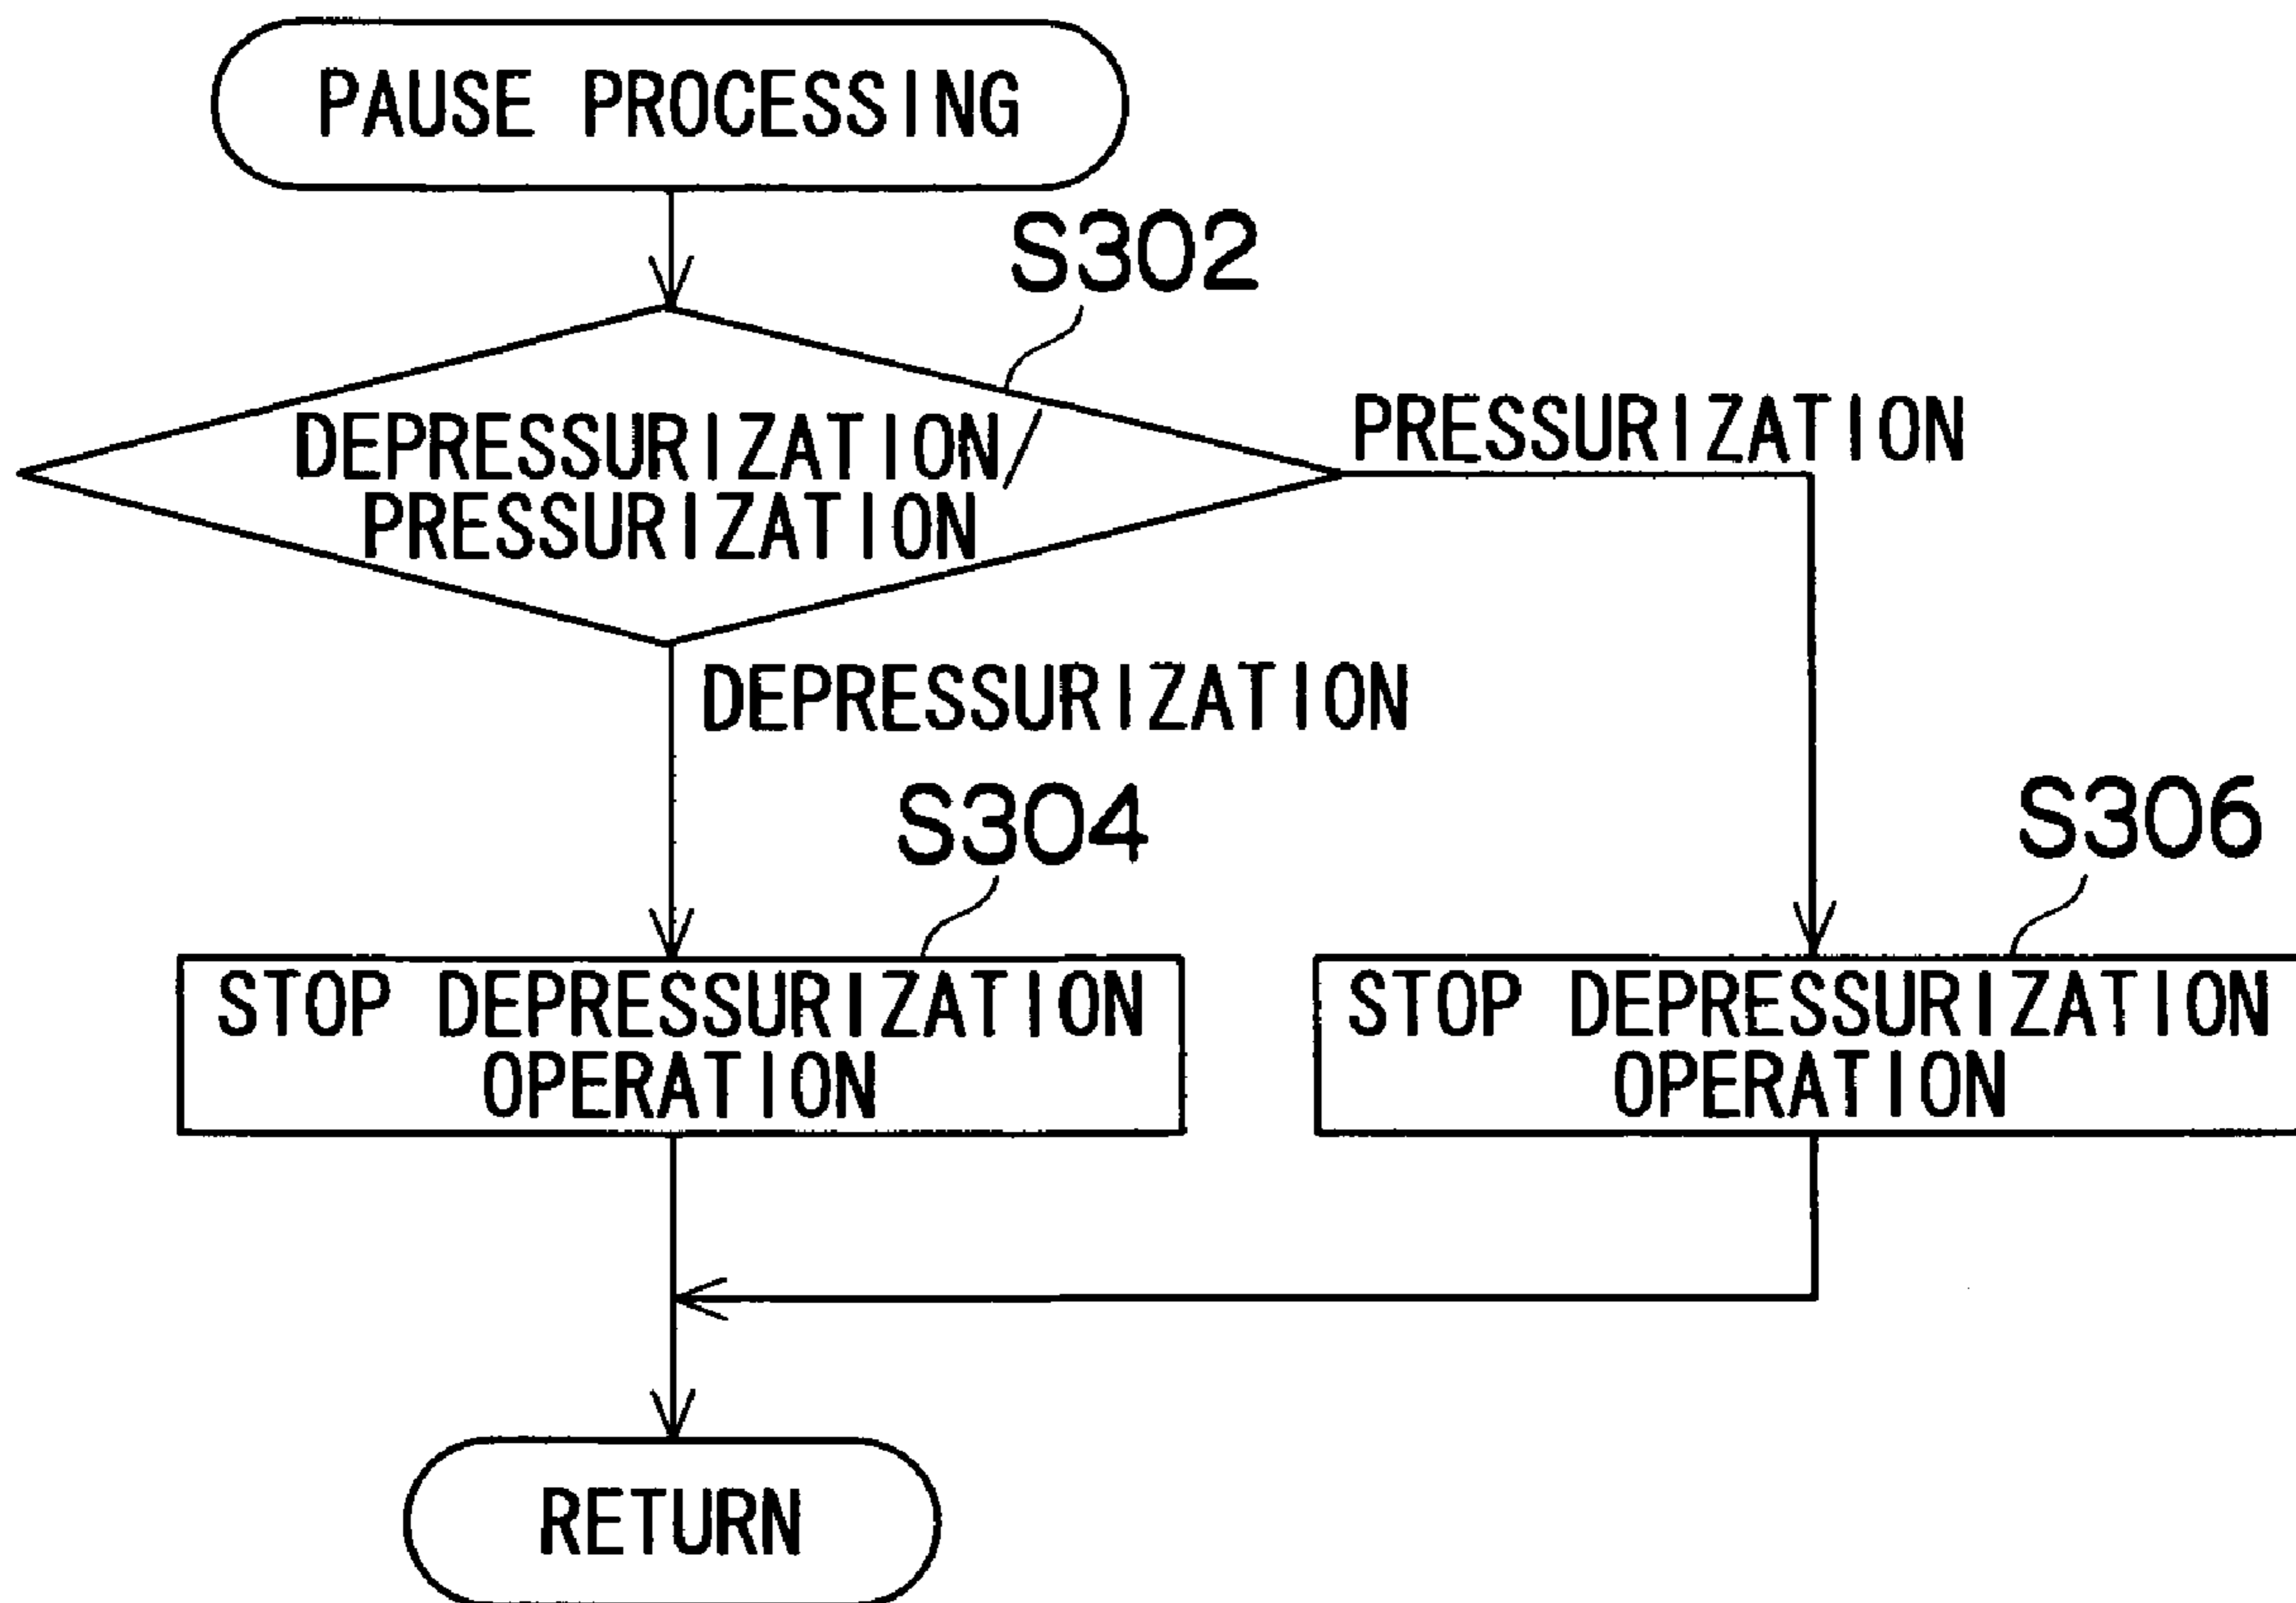 PAUSE PROCESSING
S302
DEPRESSURIZATION/
PRESSURIZATION
PRESSURIZATION
DEPRESSURIZATION
S304
S306
STOP DEPRESSURIZATION
OPERATION
STOP DEPRESSURIZATION
OPERATION
RETURN